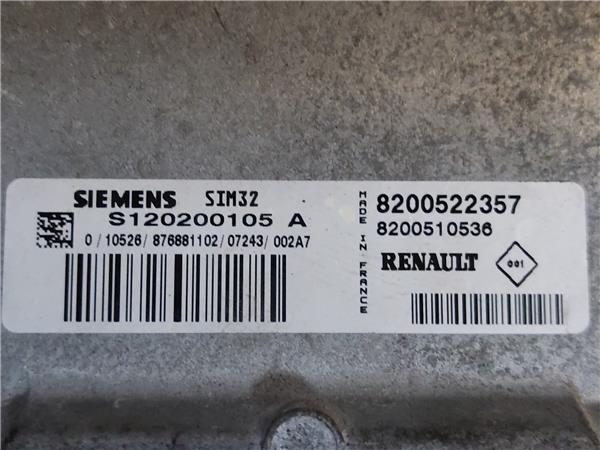 SIEMENS SIM32
S120200105 A
0/10526/876881102/07243/002A7
MADE IN FRANCE
8200522357
8200510536
RENAULT 001